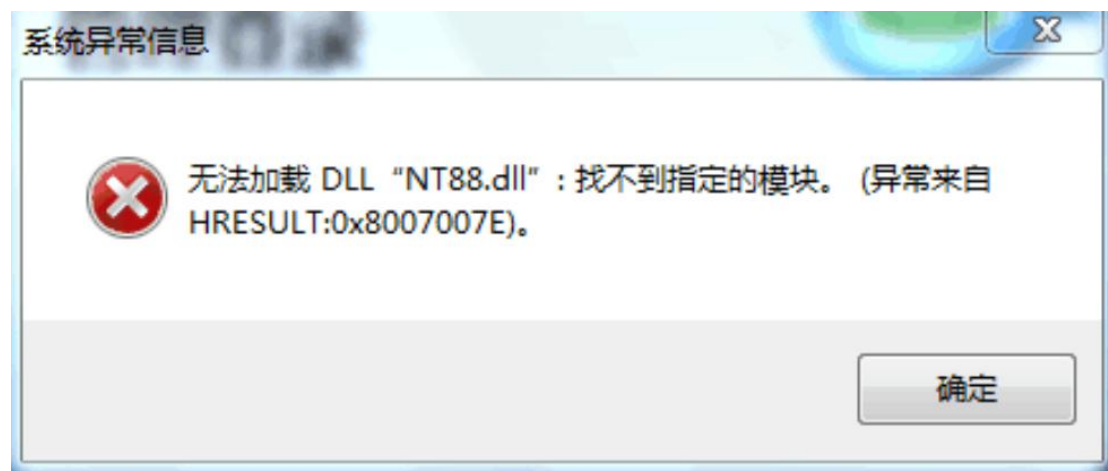 系统异常信息
无法加载 DLL “NT88.dll”: 找不到指定的模块。 (异常来自
HRESULT:0x8007007E)。
确定